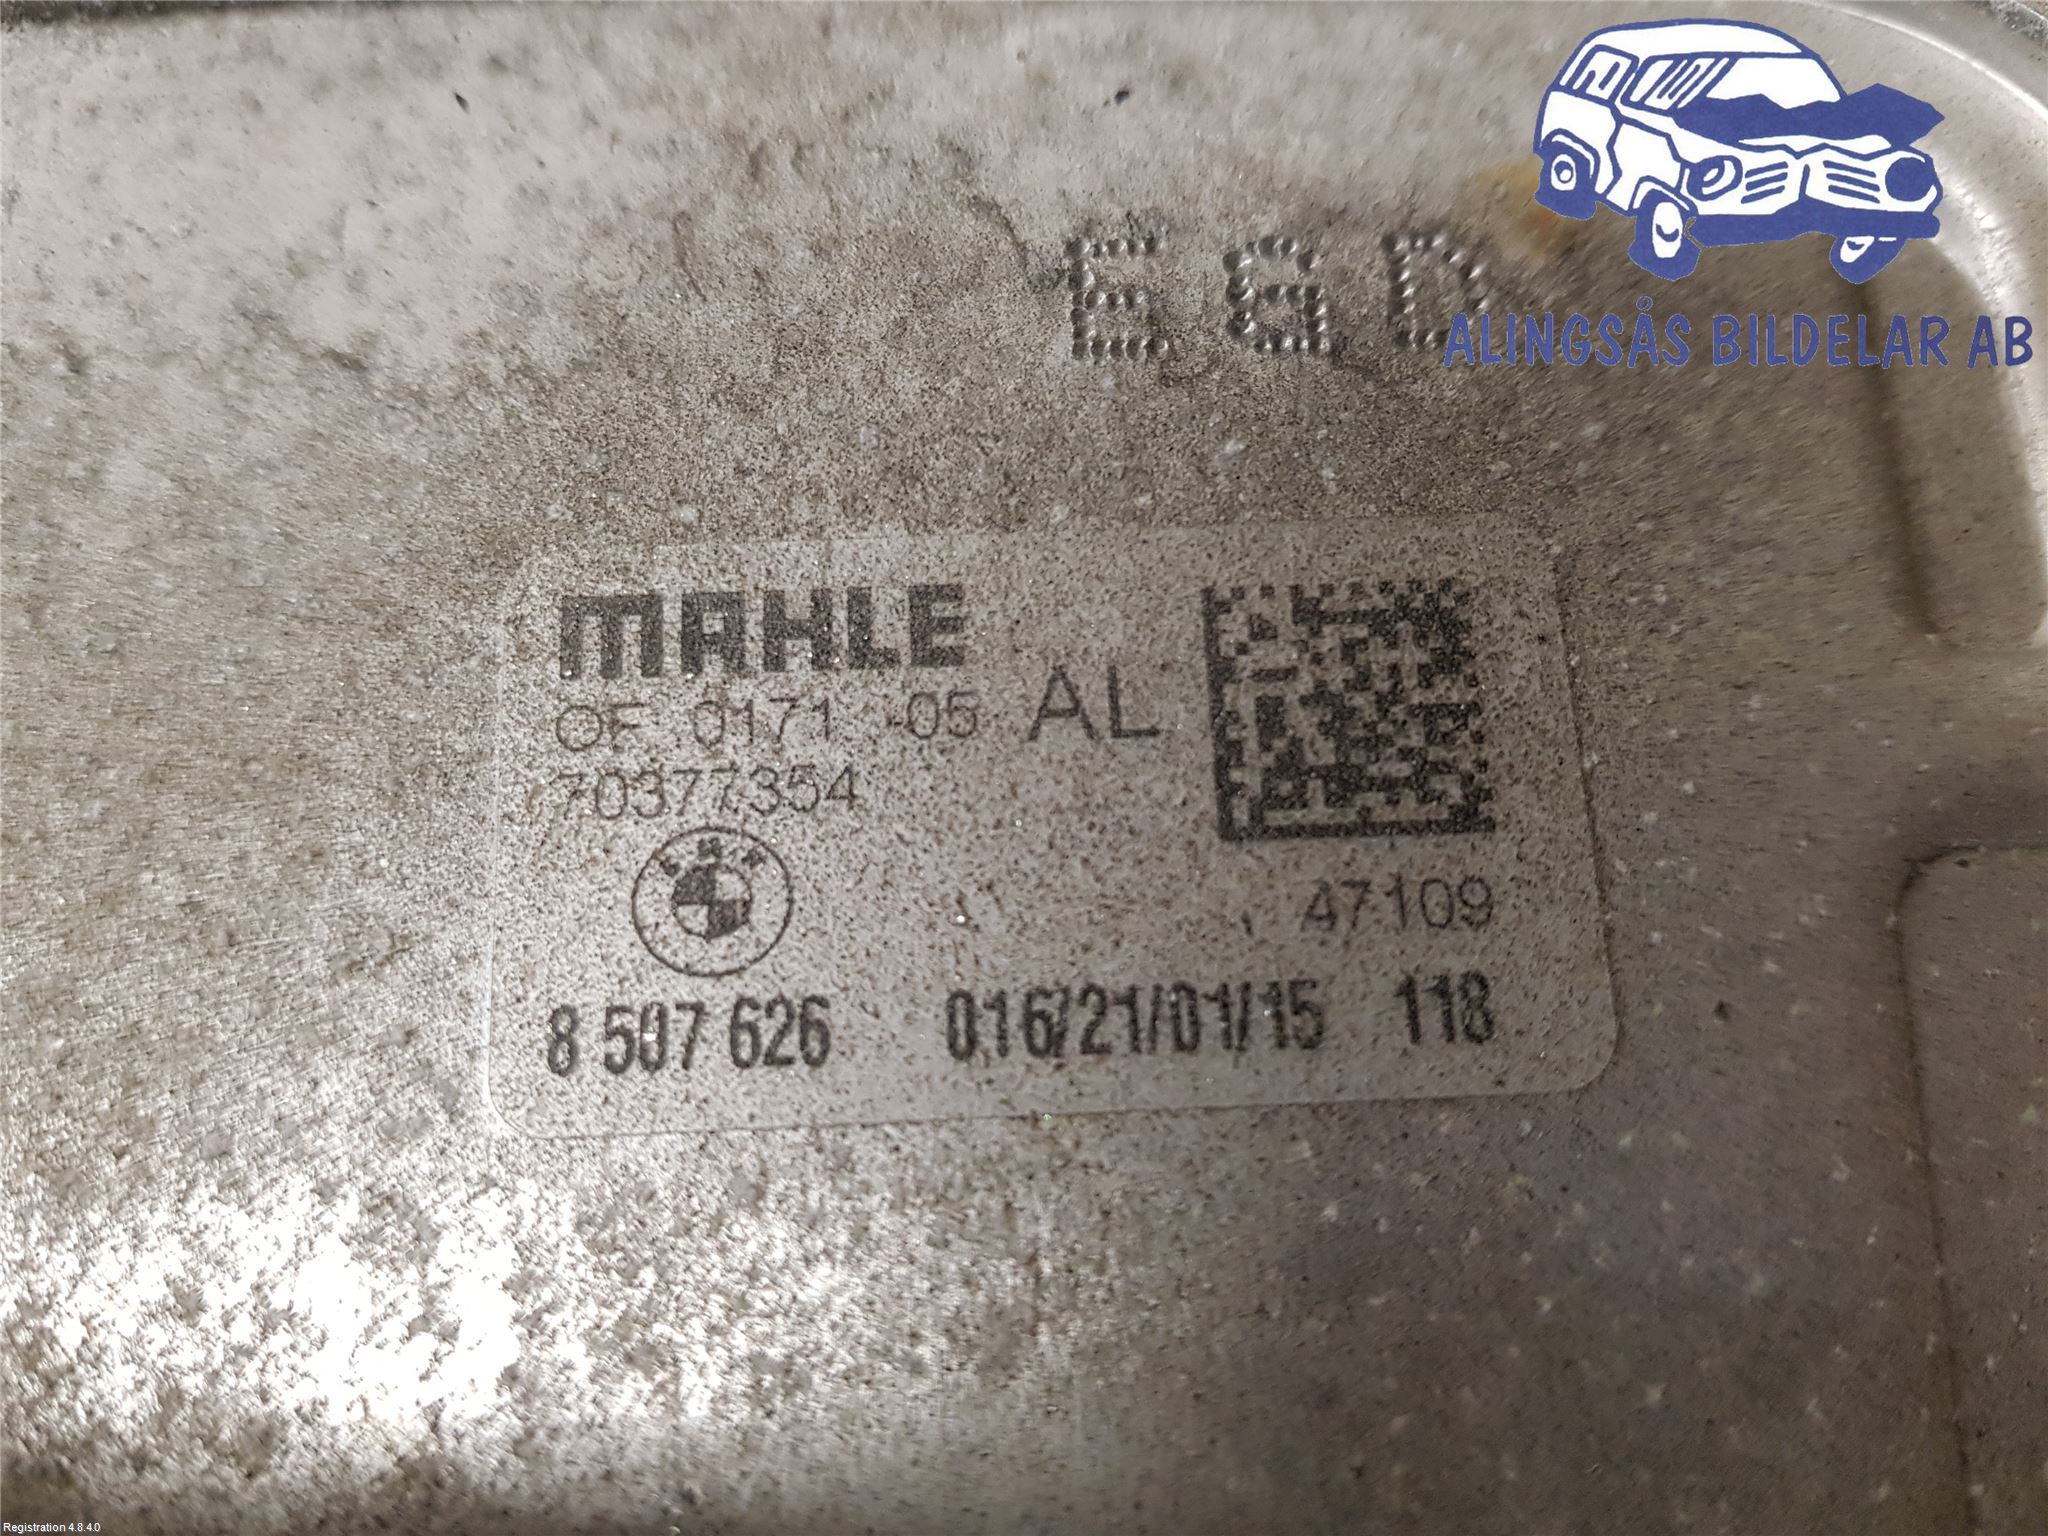 EGD
ALINGSÅS BILDELAR AB
MAHLE
OF 0171 -05 AL
70377354
47109
8 507 626 016/21/01/15 118
Registration 4.8.4.0